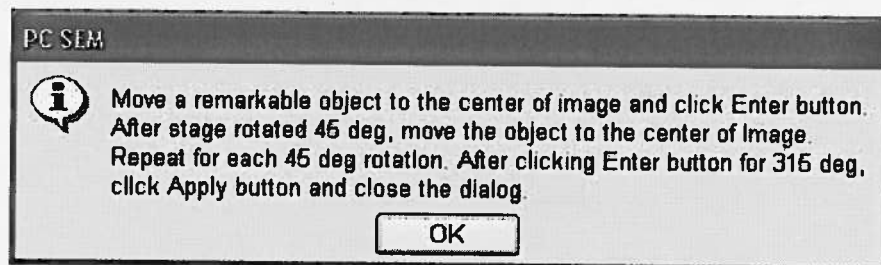 PC SEM
Move a remarkable object to the center of image and click Enter button.
After stage rotated 45 deg, move the object to the center of Image.
Repeat for each 45 deg rotation. After clicking Enter button for 315 deg,
click Apply button and close the dialog.
OK